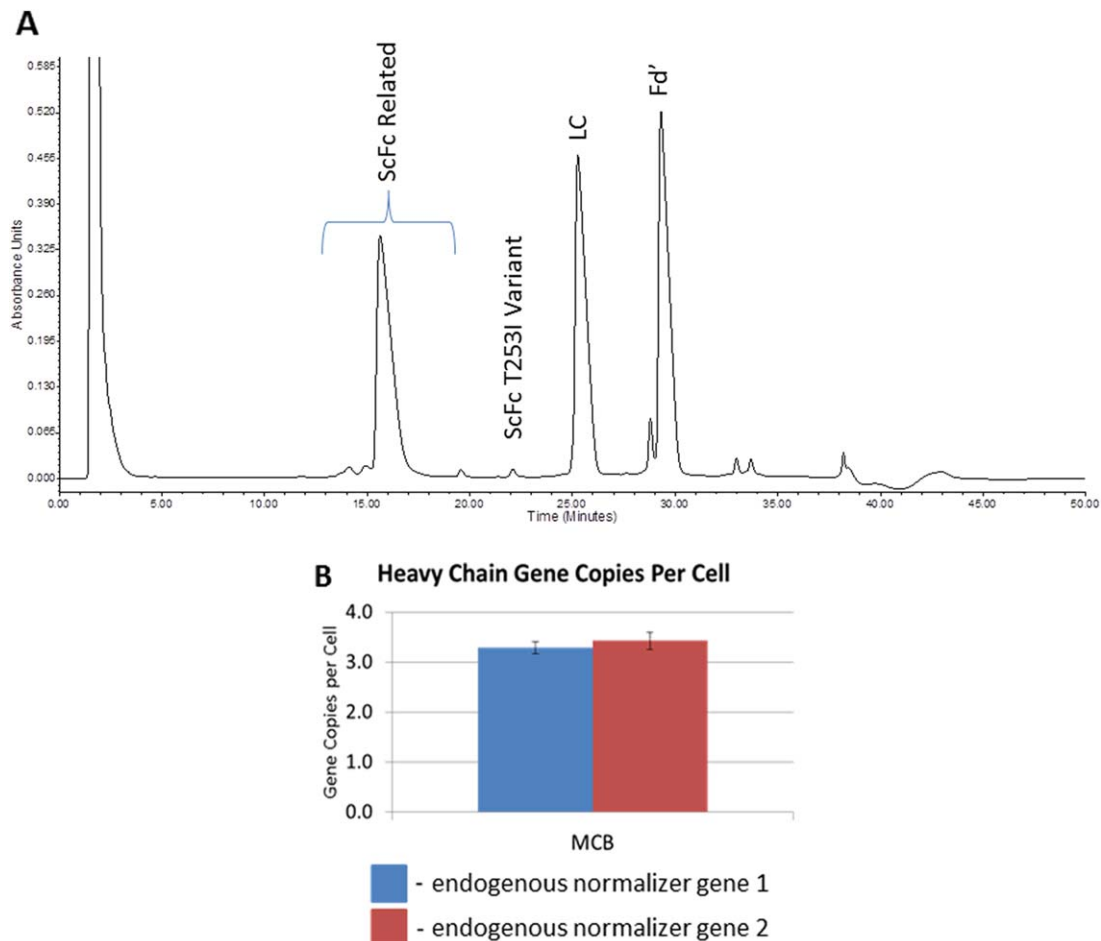 A
ScFc Related
ScFc T253I Variant
LC
Fd’
Absorbance Units
0.585
0.520
0.455
0.390
0.325
0.260
0.195
0.130
0.065
0.000
0.00 5.00 10.00 15.00 20.00 25.00 30.00 35.00 40.00 45.00 50.00
Time (Minutes)
B Heavy Chain Gene Copies Per Cell
Gene Copies per Cell
4.0
3.0
2.0
1.0
0.0
MCB
- endogenous normalizer gene 1
- endogenous normalizer gene 2